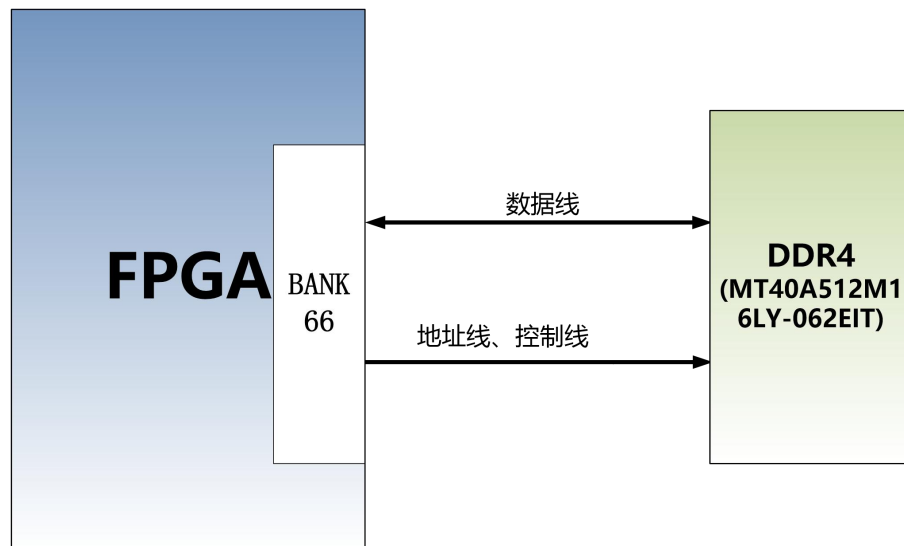 数据线
FPGA
BANK
66
DDR4
(MT40A512M1
6LY-062EIT)
地址线、控制线